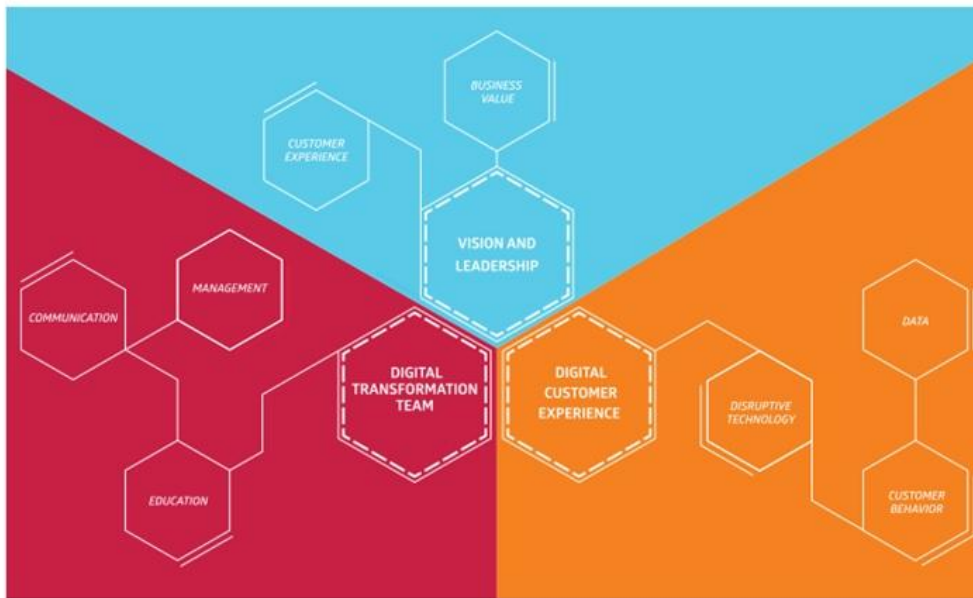 BUSINESS
VALUE
CUSTOMER
EXPERIENCE
VISION AND
LEADERSHIP
MANAGEMENT
COMMUNICATION
DIGITAL
TRANSFORMATION
TEAM
EDUCATION
DIGITAL
CUSTOMER
EXPERIENCE
DISRUPTIVE
TECHNOLOGY
DATA
CUSTOMER
BEHAVIOR